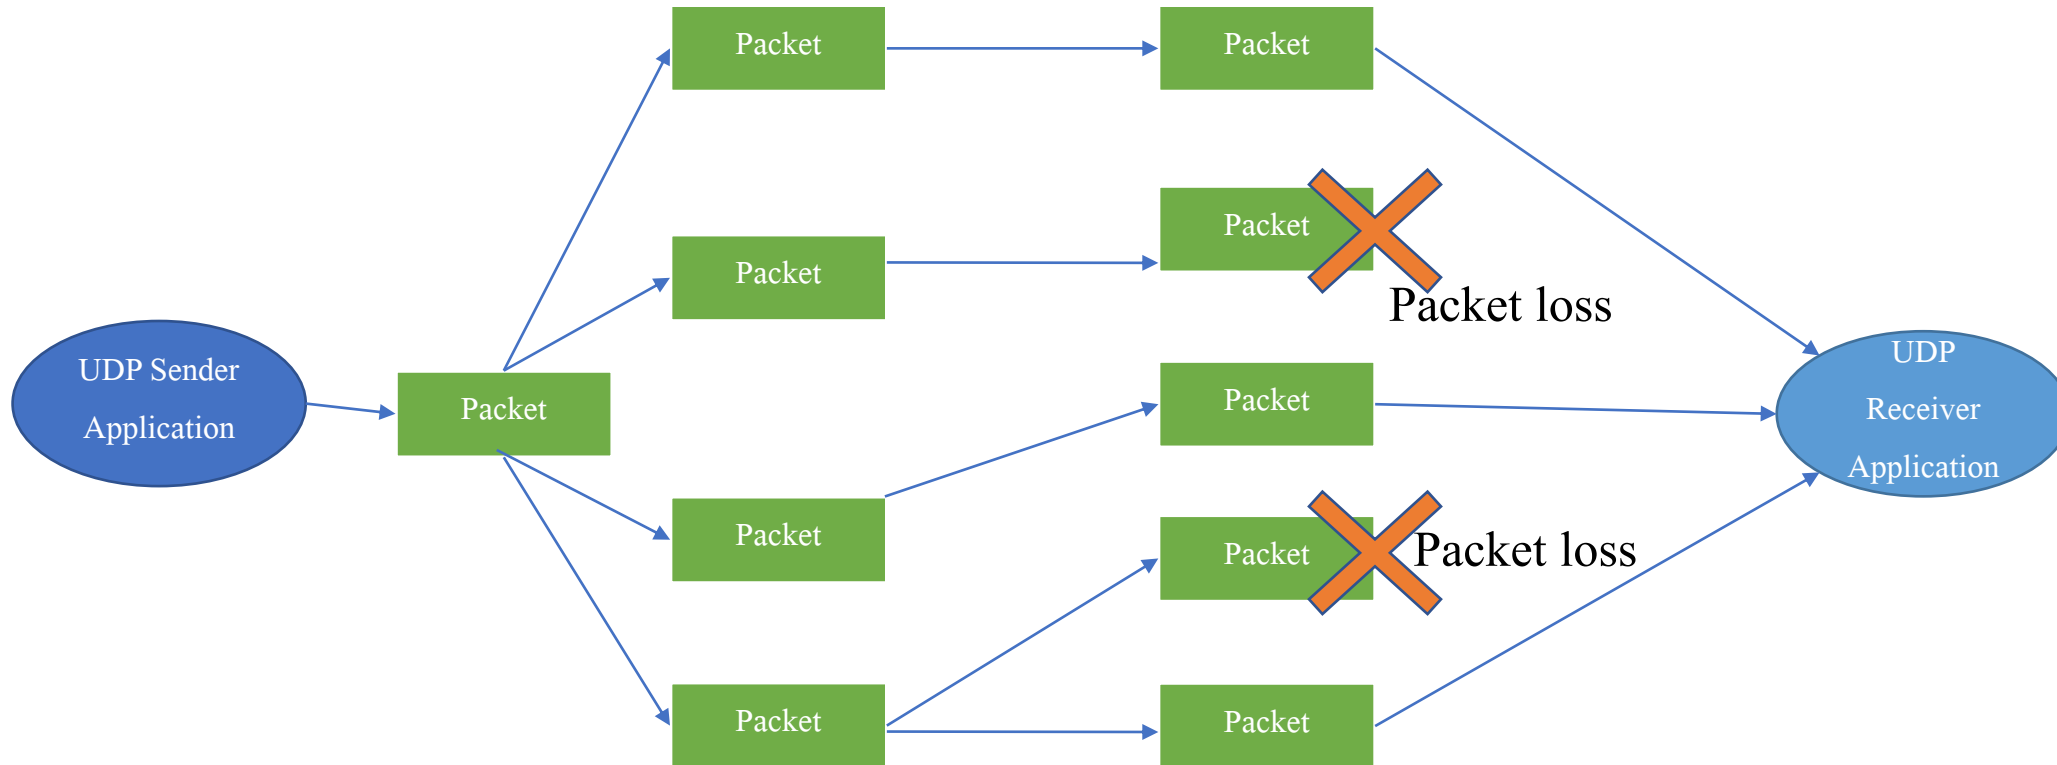 Packet
Packet
Packet
Packet
Packet loss
UDP Sender
Application
Packet
Packet
UDP
Receiver
Application
Packet
Packet
Packet loss
Packet
Packet